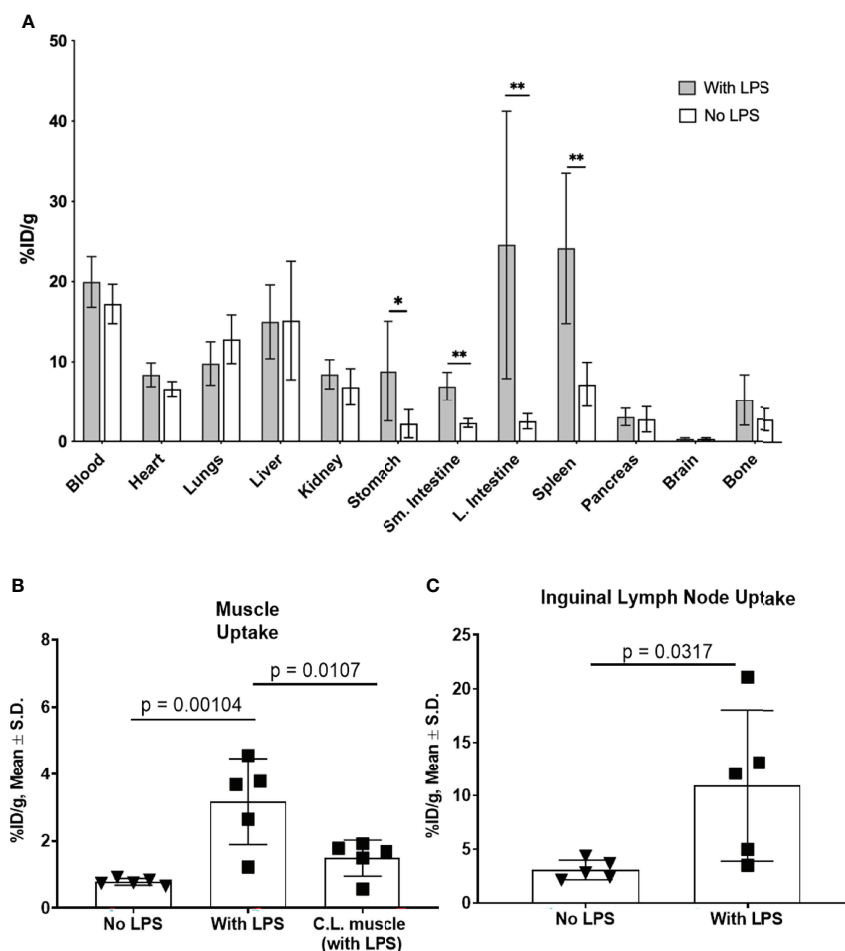 A
50
40
30
20
10
0
%ID/g
With LPS
No LPS
**
**
*
**
Blood
Heart
Lungs
Liver
Kidney
Stomach
Sm. Intestine
L. Intestine
Spleen
Pancreas
Brain
Bone
B
Muscle
Uptake
8
6
4
2
0
%ID/g, Mean ± S.D.
p = 0.0107
p = 0.00104
No LPS
With LPS
C.L. muscle
(with LPS)
C
Inguinal Lymph Node Uptake
25
20
15
10
5
0
%ID/g, Mean ± S.D.
p = 0.0317
No LPS
With LPS